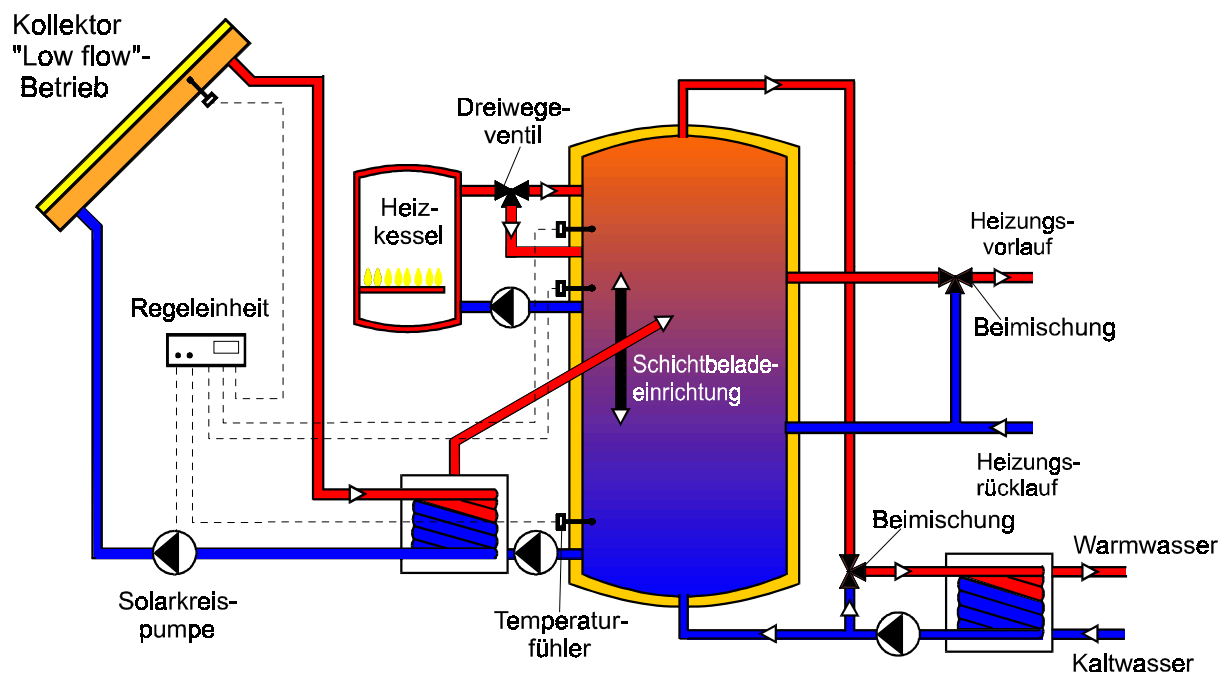 Kollektor
"Low flow"-
Betrieb
Dreiwege-
ventil
Heiz-
kessel
Heizungs-
vorlauf
Regeleinheit
Beimischung
Schichtbelade-
einrichtung
Heizungs-
rücklauf
Beimischung
Warmwasser
Solarkreis-
pumpe
Temperatur-
fühler
Kaltwasser